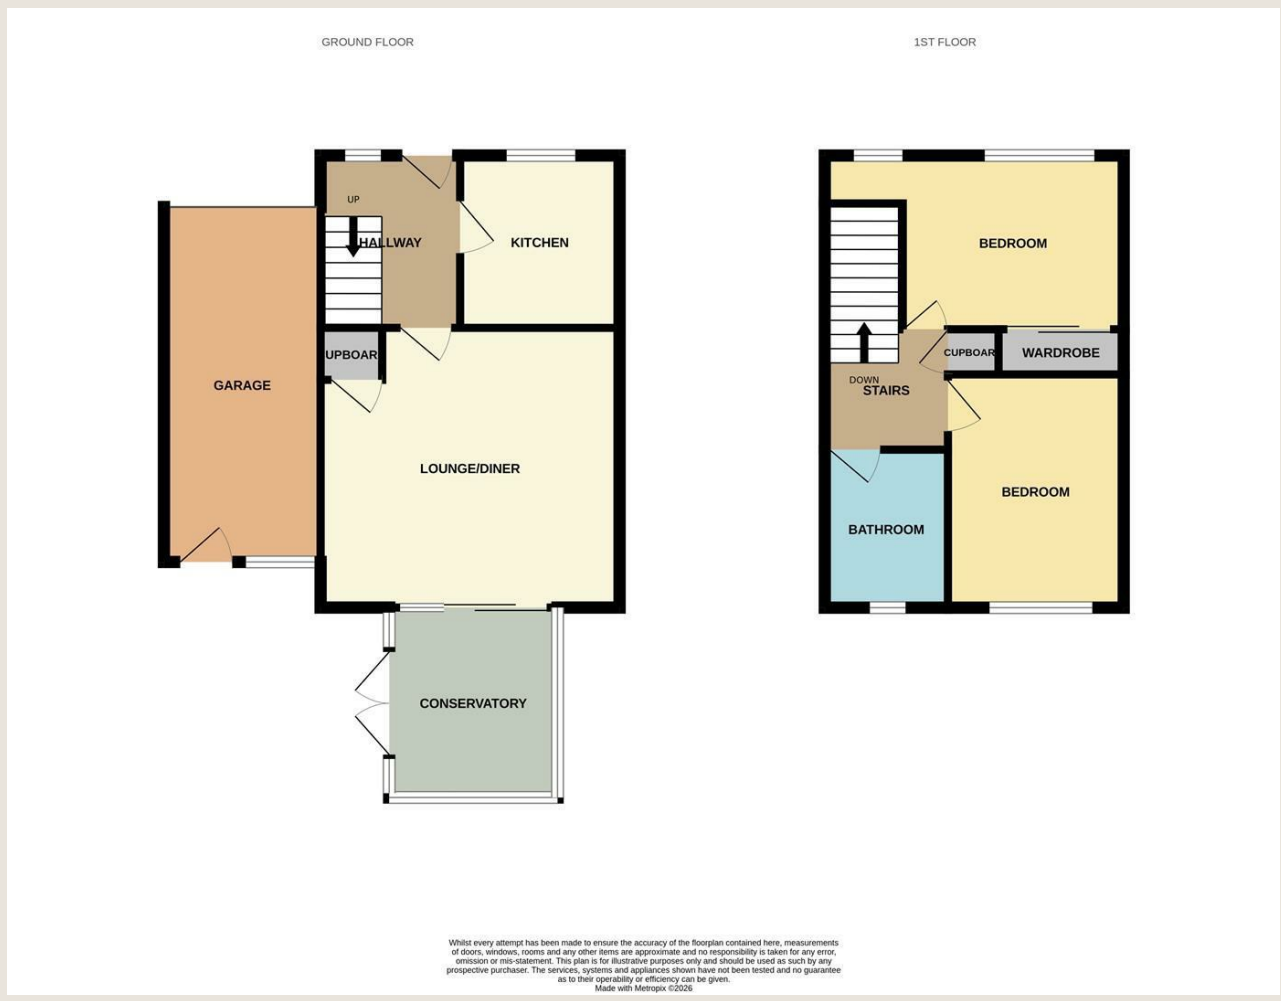 GROUND FLOOR
1ST FLOOR
UP
HALLWAY
KITCHEN
UPBOAR
GARAGE
LOUNGE/DINER
CONSERVATORY
BEDROOM
CUPBOAR
WARDROBE
DOWN
STAIRS
BEDROOM
BATHROOM
Whilst every attempt has been made to ensure the accuracy of the floorplan contained here, measurements
of doors, windows, rooms and any other items are approximate and no responsibility is taken for any error,
omission or mis-statement. This plan is for illustrative purposes only and should be used as such by any
prospective purchaser. The services, systems and appliances shown have not been tested and no guarantee
as to their operability or efficiency can be given.
Made with Metropix ©2026